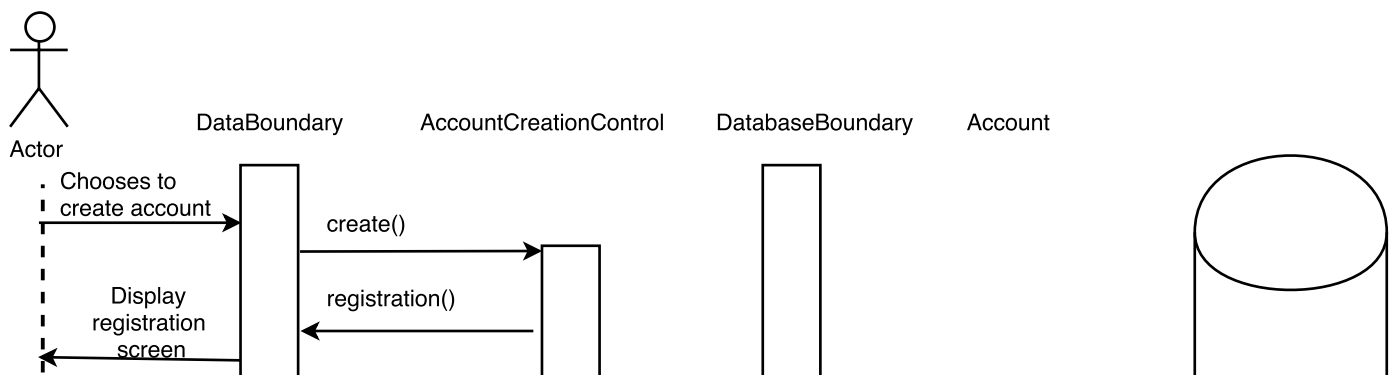 DataBoundary
AccountCreationControl
DatabaseBoundary
Account
Actor
Chooses to
create account
create()
Display
registration
screen
registration()